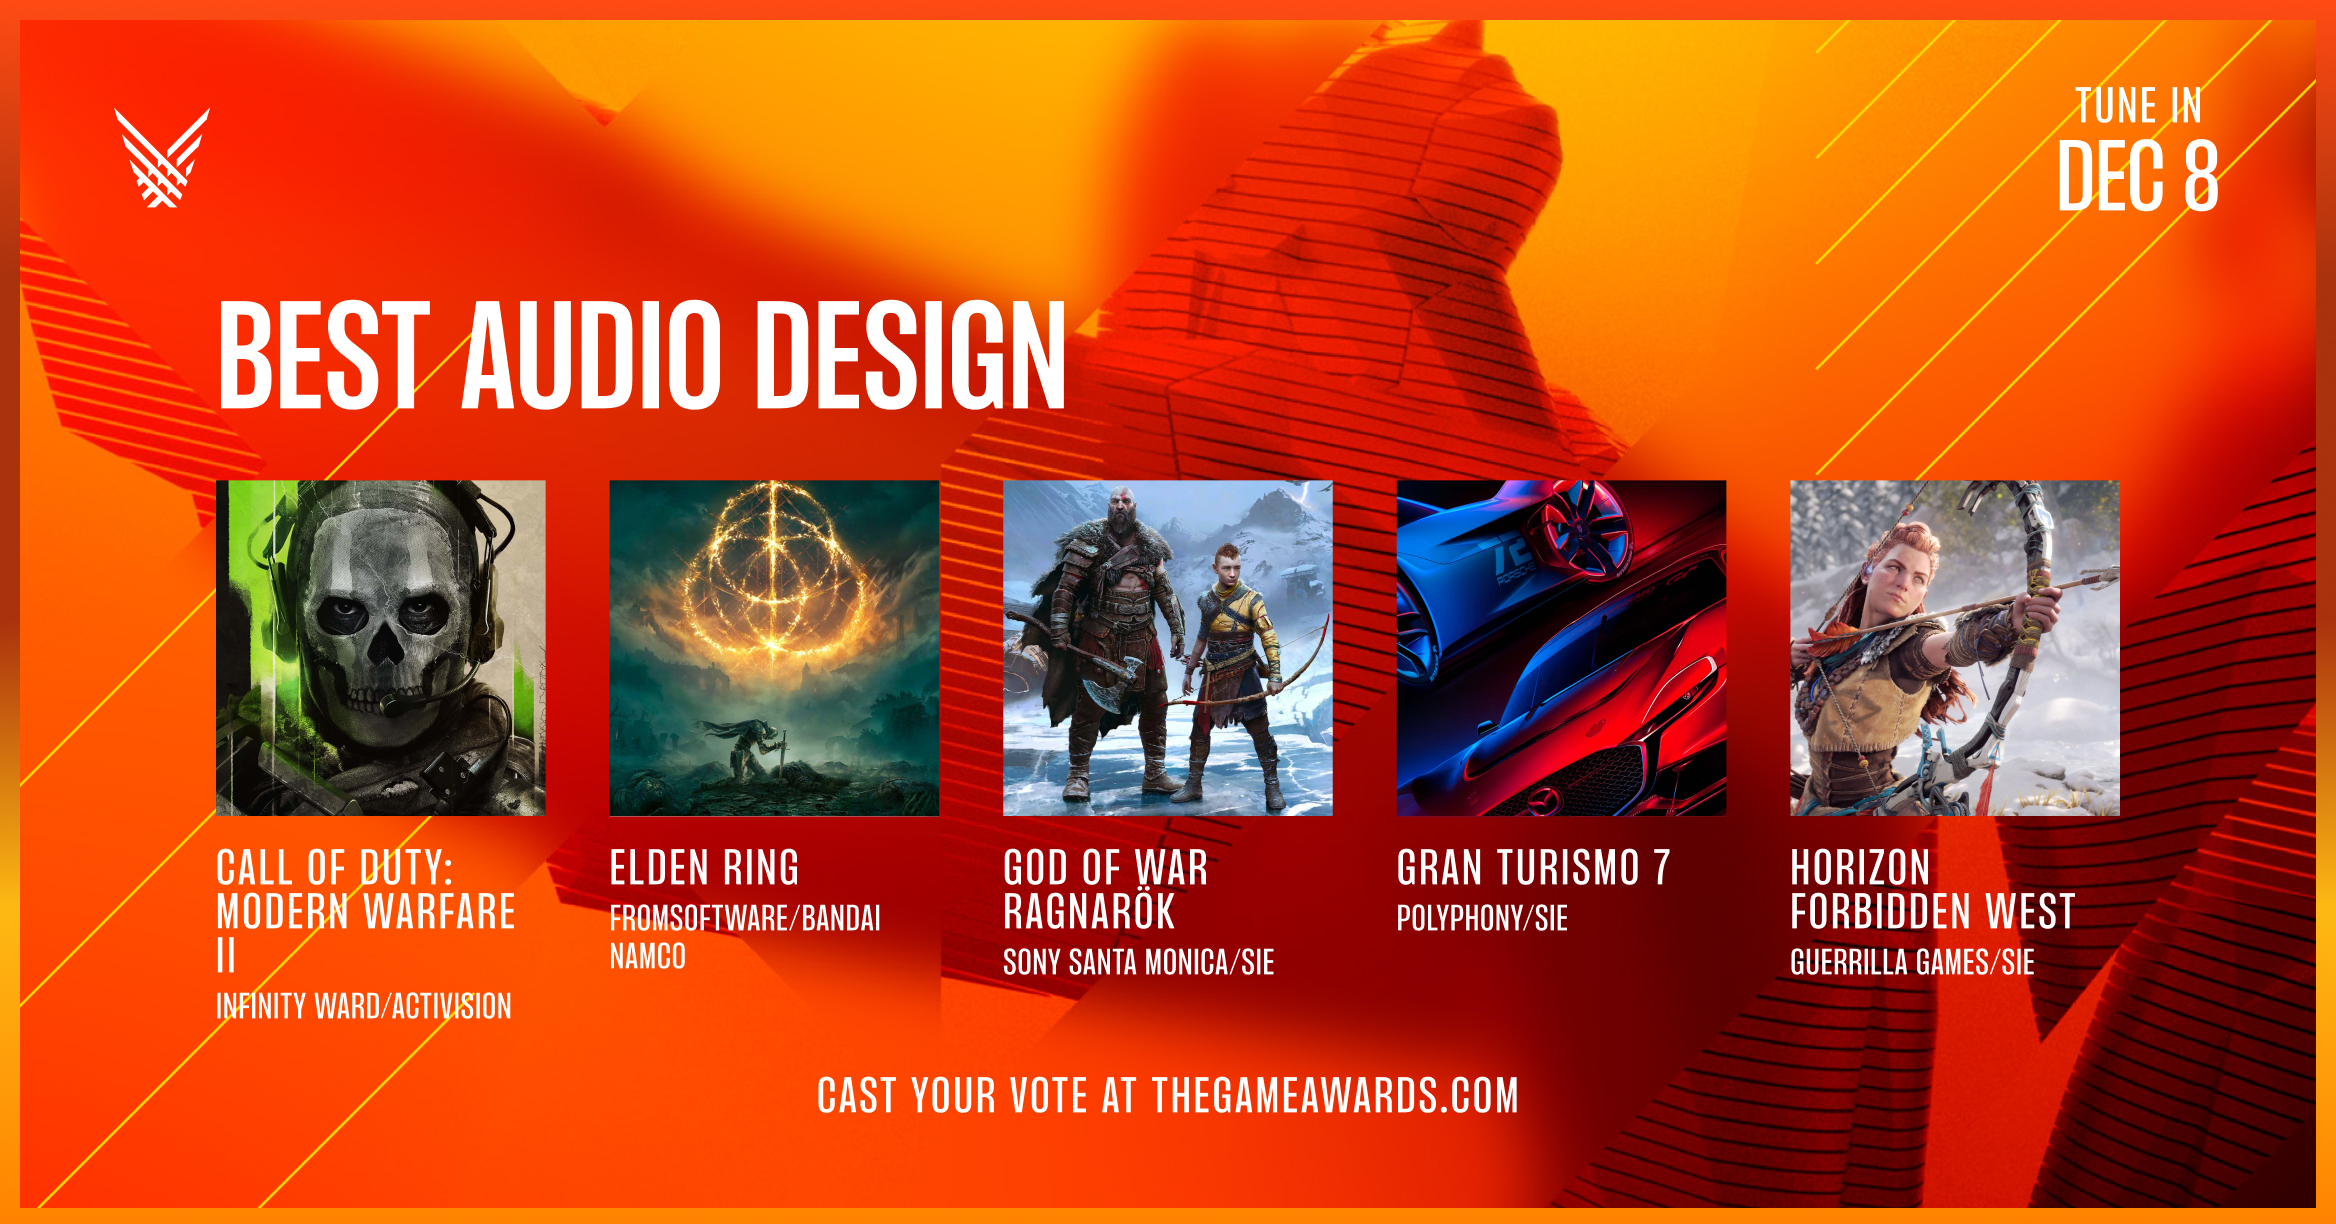 TUNE IN
DEC 8
BEST AUDIO DESIGN
72
PORSCHE
CALL OF DUTY:
MODERN WARFARE
II
INFINITY WARD/ACTIVISION
ELDEN RING
FROMSOFTWARE/BANDAI
NAMCO
GOD OF WAR
RAGNARÖK
SONY SANTA MONICA/SIE
GRAN TURISMO 7
POLYPHONY/SIE
HORIZON
FORBIDDEN WEST
GUERRILLA GAMES/SIE
CAST YOUR VOTE AT THEGAMEAWARDS.COM